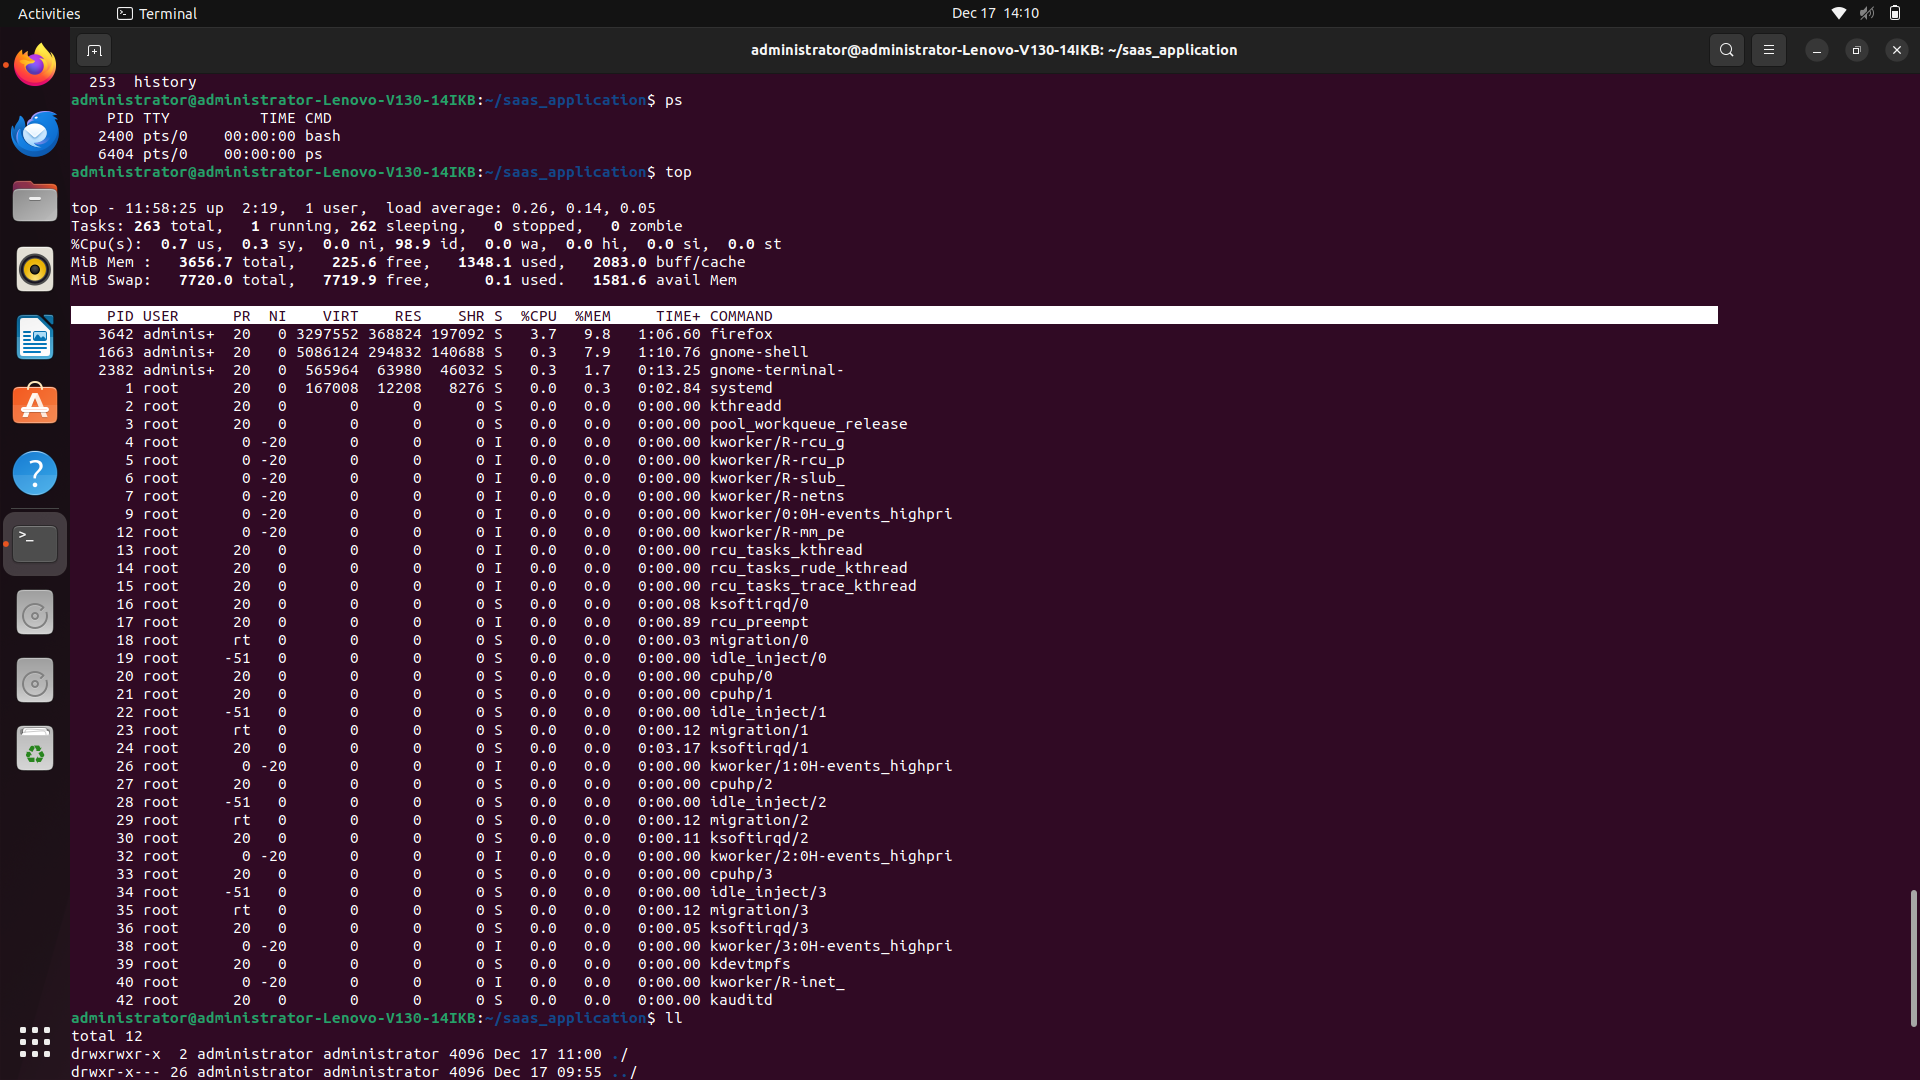 Activities
Terminal
Dec 17  14:10
administrator@administrator-Lenovo-V130-14IKB: ~/saas_application
  253  history
administrator@administrator-Lenovo-V130-14IKB:~/saas_application$ ps
    PID TTY          TIME CMD
   2400 pts/0    00:00:00 bash
   6404 pts/0    00:00:00 ps
administrator@administrator-Lenovo-V130-14IKB:~/saas_application$ top
top - 11:58:25 up  2:19,  1 user,  load average: 0.26, 0.14, 0.05
Tasks: 263 total,   1 running, 262 sleeping,   0 stopped,   0 zombie
%Cpu(s):  0.7 us,  0.3 sy,  0.0 ni, 98.9 id,  0.0 wa,  0.0 hi,  0.0 si,  0.0 st
MiB Mem :   3656.7 total,    225.6 free,   1348.1 used,   2083.0 buff/cache
MiB Swap:   7720.0 total,   7719.9 free,      0.1 used.   1581.6 avail Mem
    PID USER      PR  NI    VIRT    RES    SHR S  %CPU  %MEM     TIME+ COMMAND
   3642 adminis+  20   0 3297552 368824 197092 S   3.7   9.8   1:06.60 firefox
   1663 adminis+  20   0 5086124 294832 140688 S   0.3   7.9   1:10.76 gnome-shell
   2382 adminis+  20   0  565964  63980  46032 S   0.3   1.7   0:13.25 gnome-terminal-
      1 root      20   0  167008  12208   8276 S   0.0   0.3   0:02.84 systemd
      2 root      20   0       0      0      0 S   0.0   0.0   0:00.00 kthreadd
      3 root      20   0       0      0      0 S   0.0   0.0   0:00.00 pool_workqueue_release
      4 root       0 -20       0      0      0 I   0.0   0.0   0:00.00 kworker/R-rcu_g
      5 root       0 -20       0      0      0 I   0.0   0.0   0:00.00 kworker/R-rcu_p
      6 root       0 -20       0      0      0 I   0.0   0.0   0:00.00 kworker/R-slub_
      7 root       0 -20       0      0      0 I   0.0   0.0   0:00.00 kworker/R-netns
      9 root       0 -20       0      0      0 I   0.0   0.0   0:00.00 kworker/0:0H-events_highpri
     12 root       0 -20       0      0      0 I   0.0   0.0   0:00.00 kworker/R-mm_pe
     13 root      20   0       0      0      0 I   0.0   0.0   0:00.00 rcu_tasks_kthread
     14 root      20   0       0      0      0 I   0.0   0.0   0:00.00 rcu_tasks_rude_kthread
     15 root      20   0       0      0      0 I   0.0   0.0   0:00.00 rcu_tasks_trace_kthread
     16 root      20   0       0      0      0 S   0.0   0.0   0:00.08 ksoftirqd/0
     17 root      20   0       0      0      0 I   0.0   0.0   0:00.89 rcu_preempt
     18 root      rt   0       0      0      0 S   0.0   0.0   0:00.03 migration/0
     19 root     -51   0       0      0      0 S   0.0   0.0   0:00.00 idle_inject/0
     20 root      20   0       0      0      0 S   0.0   0.0   0:00.00 cpuhp/0
     21 root      20   0       0      0      0 S   0.0   0.0   0:00.00 cpuhp/1
     22 root     -51   0       0      0      0 S   0.0   0.0   0:00.00 idle_inject/1
     23 root      rt   0       0      0      0 S   0.0   0.0   0:00.12 migration/1
     24 root      20   0       0      0      0 S   0.0   0.0   0:03.17 ksoftirqd/1
     26 root       0 -20       0      0      0 I   0.0   0.0   0:00.00 kworker/1:0H-events_highpri
     27 root      20   0       0      0      0 S   0.0   0.0   0:00.00 cpuhp/2
     28 root     -51   0       0      0      0 S   0.0   0.0   0:00.00 idle_inject/2
     29 root      rt   0       0      0      0 S   0.0   0.0   0:00.12 migration/2
     30 root      20   0       0      0      0 S   0.0   0.0   0:00.11 ksoftirqd/2
     32 root       0 -20       0      0      0 I   0.0   0.0   0:00.00 kworker/2:0H-events_highpri
     33 root      20   0       0      0      0 S   0.0   0.0   0:00.00 cpuhp/3
     34 root     -51   0       0      0      0 S   0.0   0.0   0:00.00 idle_inject/3
     35 root      rt   0       0      0      0 S   0.0   0.0   0:00.12 migration/3
     36 root      20   0       0      0      0 S   0.0   0.0   0:00.05 ksoftirqd/3
     38 root       0 -20       0      0      0 I   0.0   0.0   0:00.00 kworker/3:0H-events_highpri
     39 root      20   0       0      0      0 S   0.0   0.0   0:00.00 kdevtmpfs
     40 root       0 -20       0      0      0 I   0.0   0.0   0:00.00 kworker/R-inet_
     42 root      20   0       0      0      0 S   0.0   0.0   0:00.00 kauditd
administrator@administrator-Lenovo-V130-14IKB:~/saas_application$ ll
total 12
drwxrwxr-x  2 administrator administrator 4096 Dec 17 11:00 ./
drwxr-x--- 26 administrator administrator 4096 Dec 17 09:55 ../